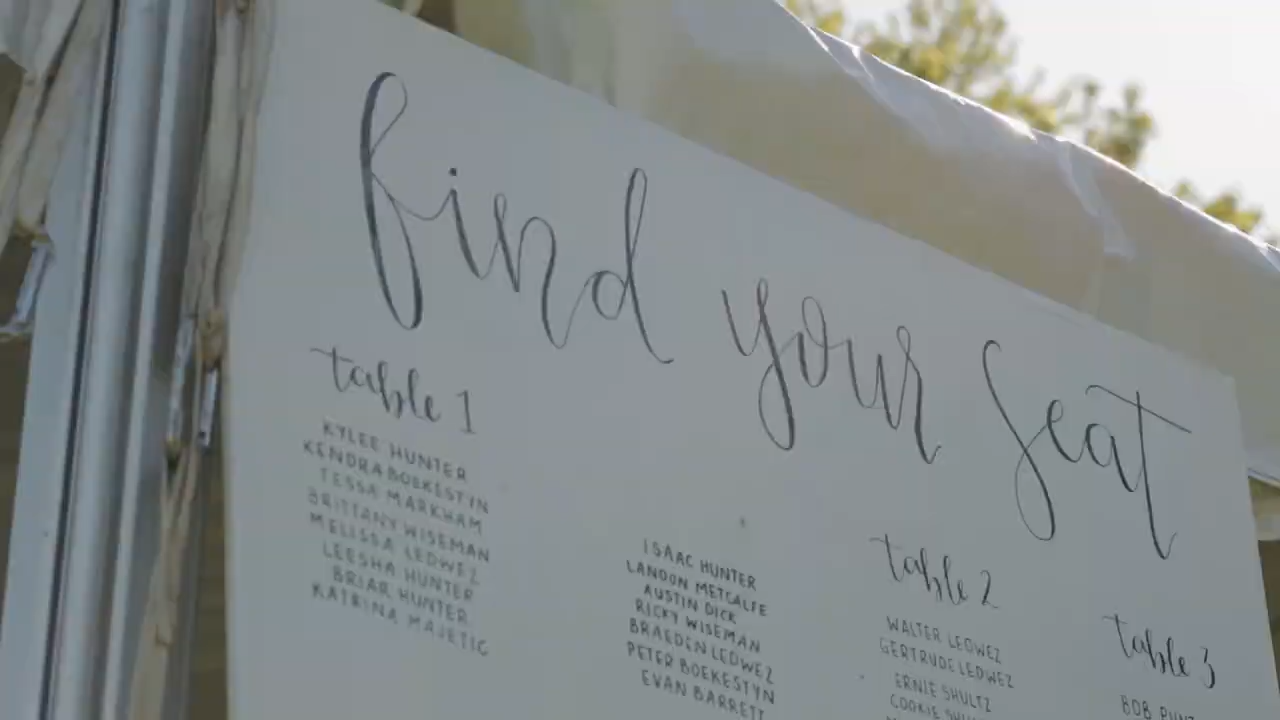 find your seat
table 1
KYLEE HUNTER
KENDRA BOEKESTYN
TESSA MARKHAM
BRITTANY WISEMAN
MELISSA LEDWEZ
LEESHA HUNTER
BRIAR HUNTER
KATRINA MAJETIC
ISAAC HUNTER
LANDON METCALFE
AUSTIN DICK
RICKY WISEMAN
BRAEDEN LEDWEZ
PETER BOEKESTYN
EVAN BARRETT
table 2
WALTER LEDWEZ
GERTRUDE LEDWEZ
ERNIE SHULTZ
COOKIE
table 3
BOB